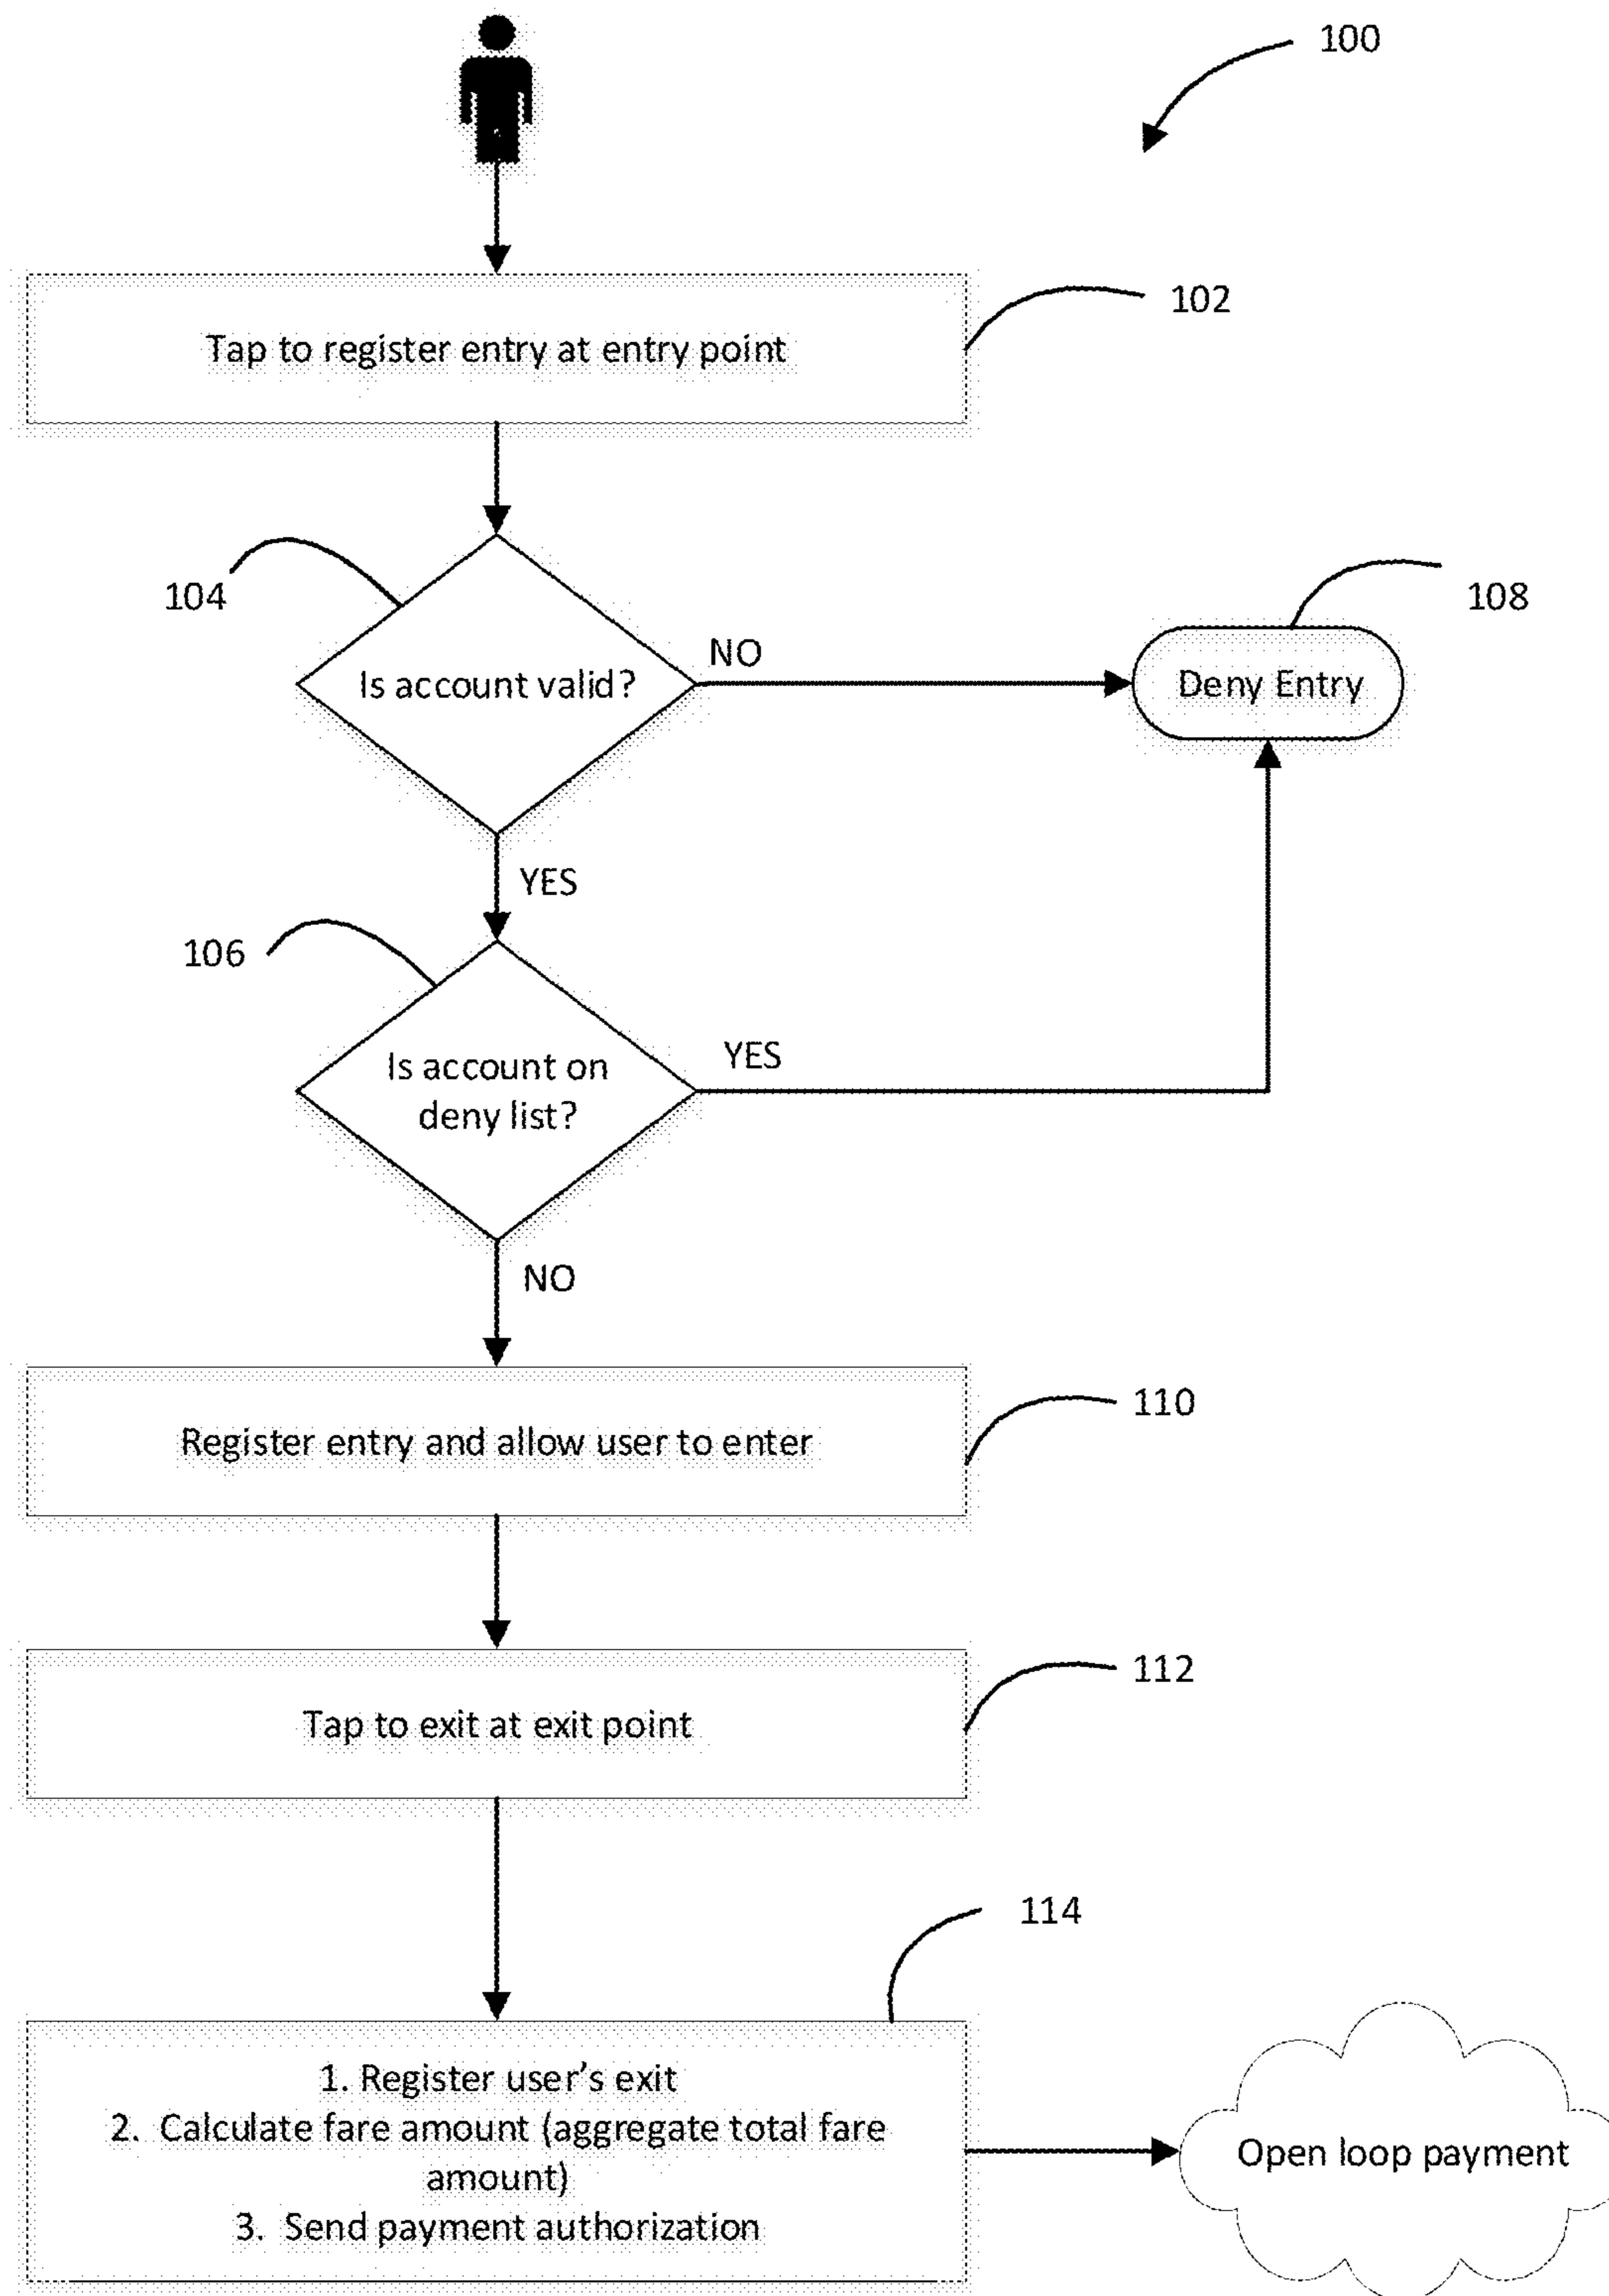 100
Tap to register entry at entry point
102
104
Is account valid?
NO
108
Deny Entry
YES
106
Is account on
deny list?
YES
NO
Register entry and allow user to enter
110
Tap to exit at exit point
112
114
1. Register user's exit
2. Calculate fare amount (aggregate total fare
amount)
3. Send payment authorization
Open loop payment